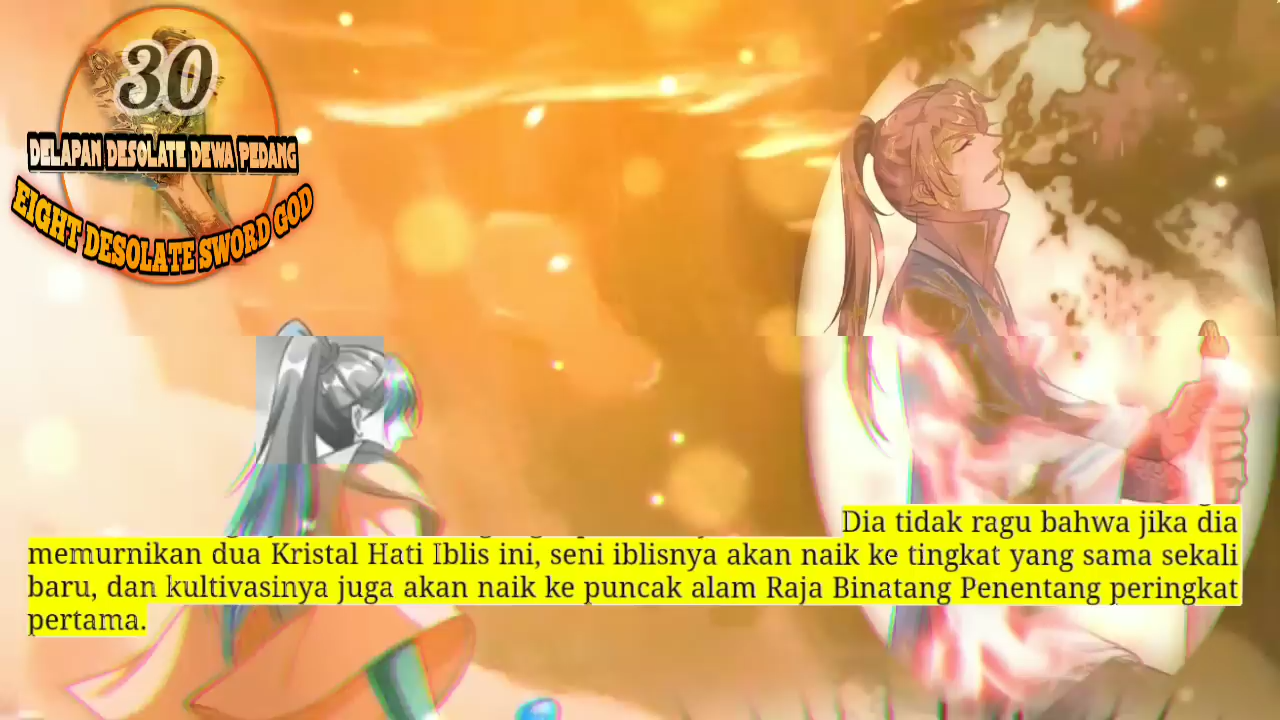 30
DELAPAN DESOLATE DEWA PEDANG
EIGHT DESOLATE SWORD GOD
Dia tidak ragu bahwa jika dia
memurnikan dua Kristal Hati Iblis ini, seni iblisnya akan naik ke tingkat yang sama sekali
baru, dan kultivasinya juga akan naik ke puncak alam Raja Binatang Penentang peringkat
pertama.